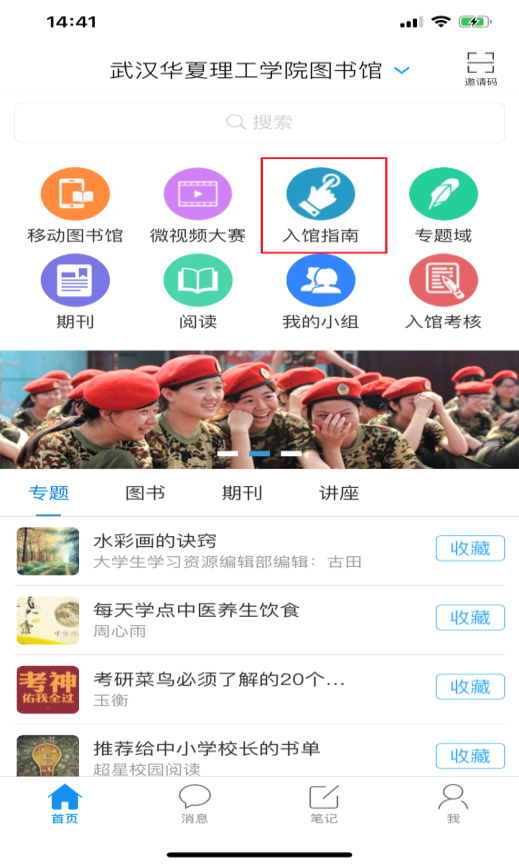 14:41
武汉华夏理工学院图书馆
邀请码
搜索
移动图书馆 微视频大赛 入馆指南 专题域
期刊 阅读 我的小组 入馆考核
专题 图书 期刊 讲座
水彩画的诀窍
大学生学习资源编辑部编辑：古田
收藏
每天学点中医养生饮食
周心雨
收藏
考神
佑我全过
考研菜鸟必须了解的20个...
玉衡
收藏
推荐给中小学校长的书单
超星校园阅读
收藏
首页 消息 笔记 我